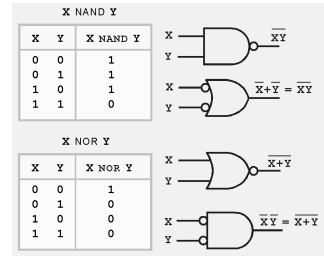 X NAND Y
X Y X NAND Y
0 0 1
0 1 1
1 0 1
1 1 0
X
Y
X̅Y̅
X
Y
X̅+Y̅ = X̅Y̅
X NOR Y
X Y X NOR Y
0 0 1
0 1 0
1 0 0
1 1 0
X
Y
X̅+̅Y̅
X
Y
X̅ Y̅ = X̅+̅Y̅